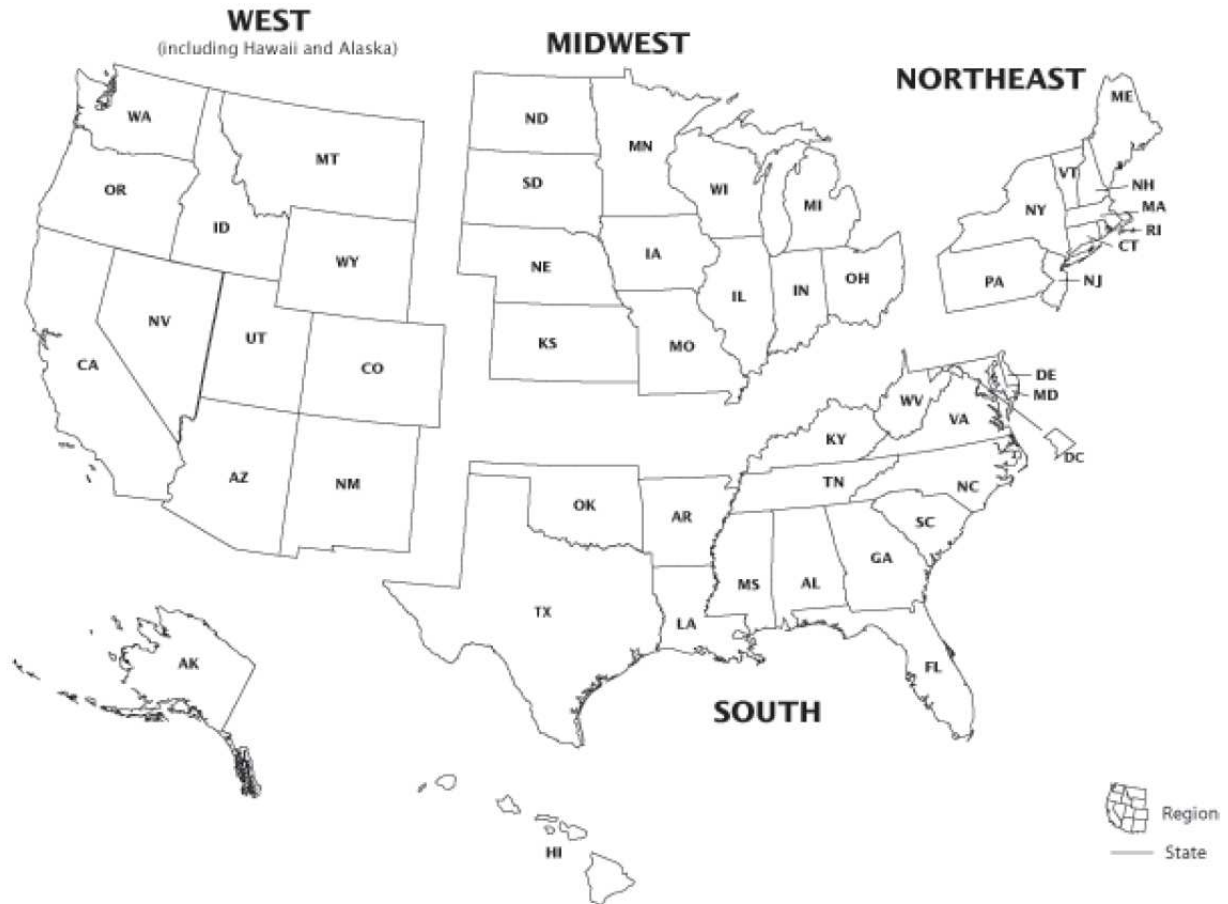 WEST
(including Hawaii and Alaska)
MIDWEST
NORTHEAST
WA
MT
OR
ID
WY
NV
UT
CA
CO
AZ
NM
AK
HI
ND
MN
SD
WI
MI
NE
IA
IL
IN
OH
KS
MO
ME
VT
NH
MA
NY
RI
CT
PA
NJ
DE
MD
WV
VA
KY
DC
TN
NC
OK
AR
SC
MS
AL
GA
TX
LA
FL
SOUTH
Region
State